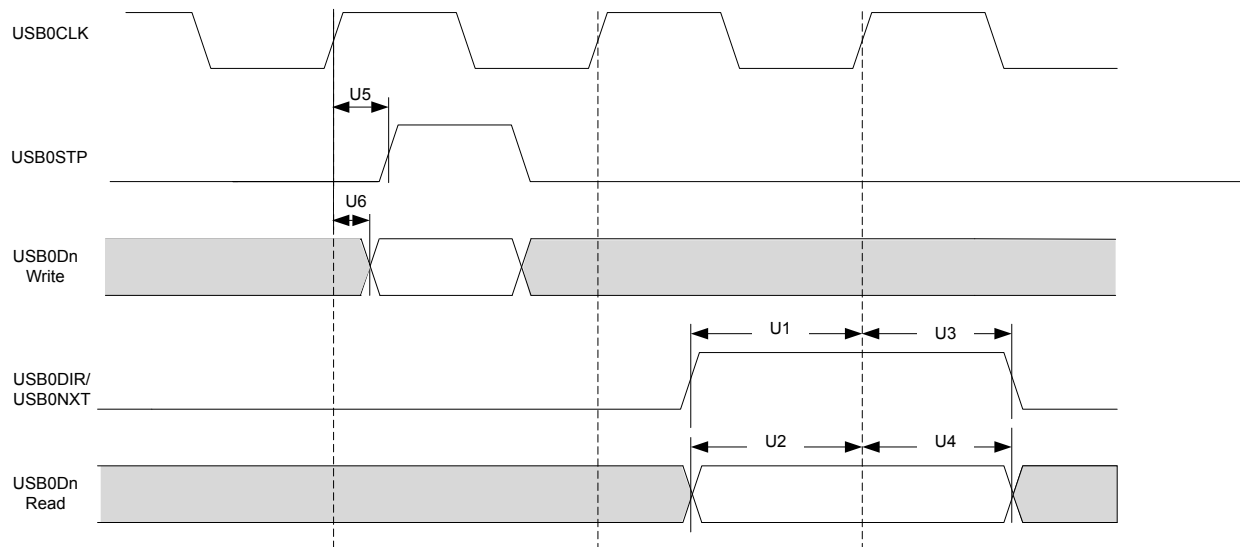 USB0CLK
U5
USB0STP
U6
USB0Dn
Write
U1
U3
USB0DIR/
USB0NXT
U2
U4
USB0Dn
Read